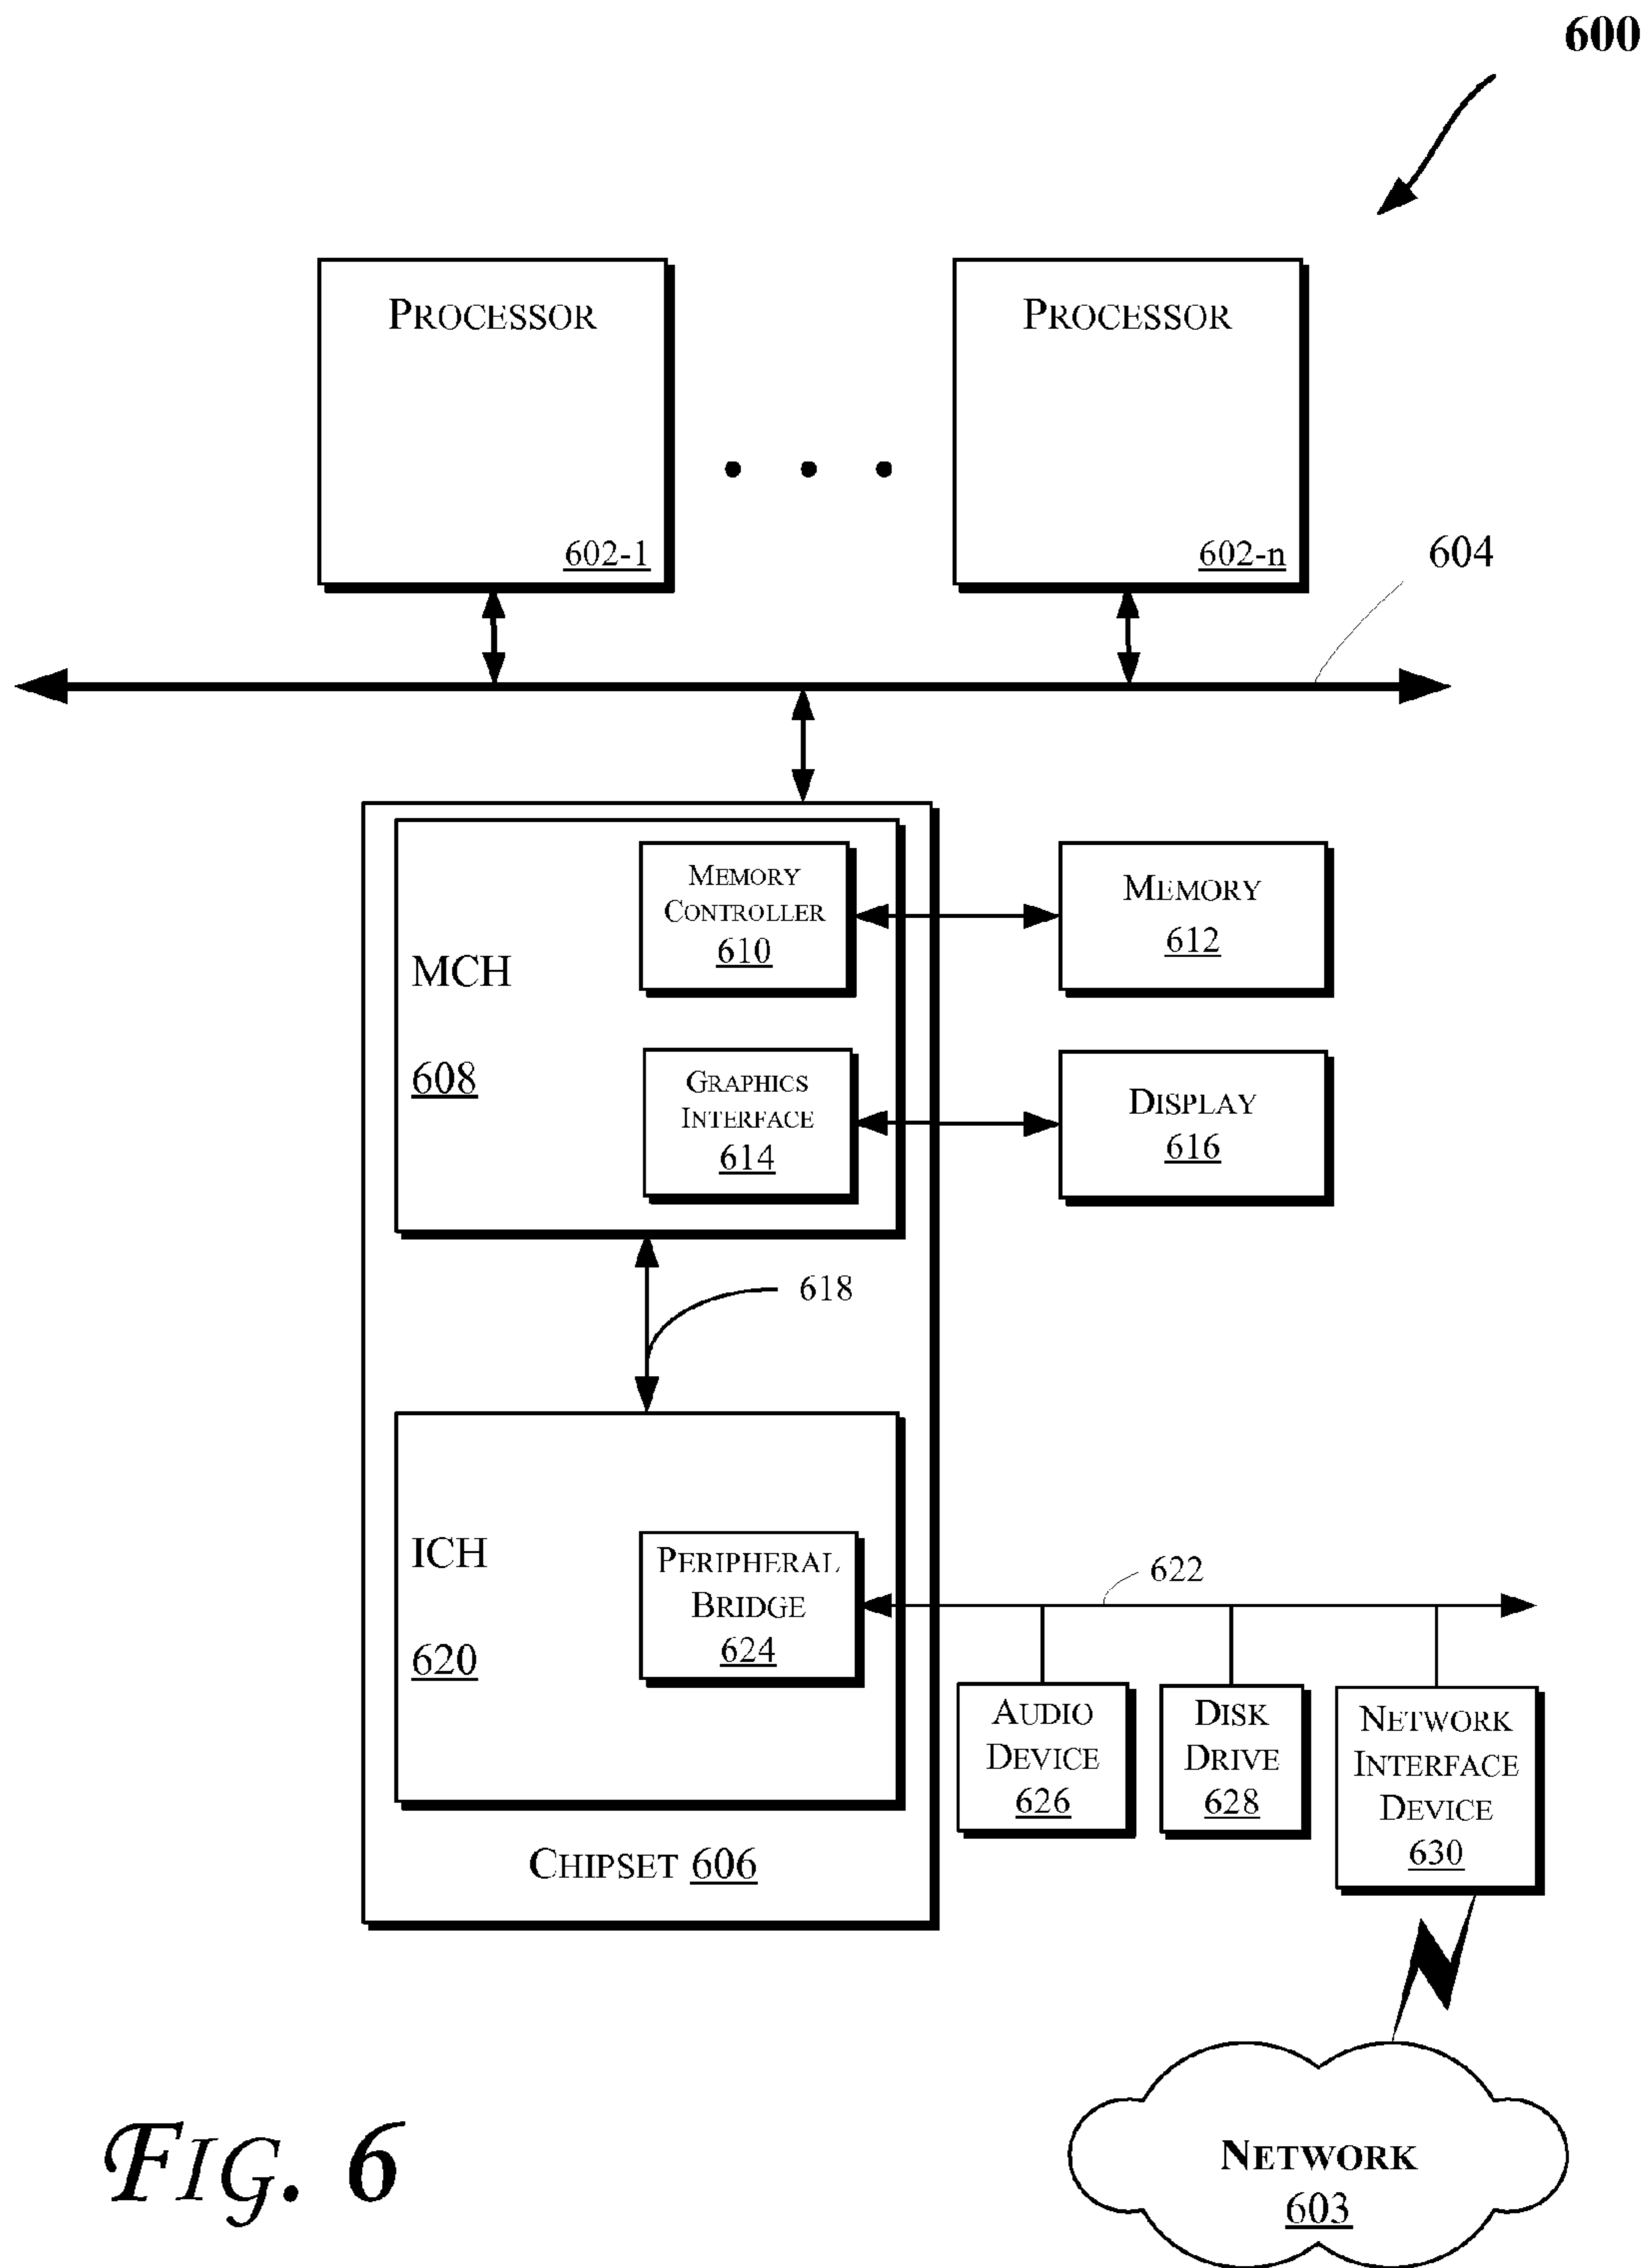 600
PROCESSOR
602-1
PROCESSOR
602-n
604
MEMORY
CONTROLLER
610
MEMORY
612
MCH
608
GRAPHICS
INTERFACE
614
DISPLAY
616
618
ICH
620
PERIPHERAL
BRIDGE
624
622
AUDIO
DEVICE
626
DISK
DRIVE
628
NETWORK
INTERFACE
DEVICE
630
CHIPSET 606
NETWORK
603
FIG. 6